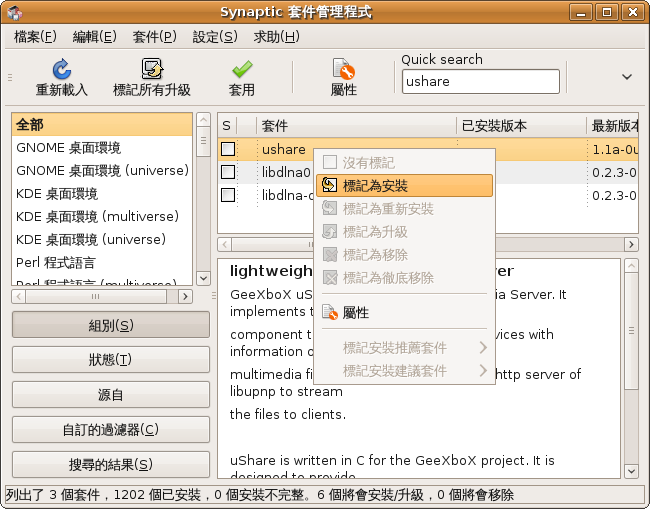 Synaptic 套件管理程式
檔案(F) 編輯(E) 套件(P) 設定(S) 求助(H)
重新載入 標記所有升級 套用 屬性
Quick search
ushare
全部
GNOME 桌面環境
GNOME 桌面環境 (universe)
KDE 桌面環境
KDE 桌面環境 (multiverse)
KDE 桌面環境 (universe)
Perl 程式語言
Perl 程式語言 (multiverse)
組別(S)
狀態(T)
源自
自訂的過濾器(C)
搜尋的結果(S)
S 套件 已安裝版本 最新版本
ushare 1.1a-0u
libdlna0 0.2.3-0
libdlna-d 0.2.3-0
沒有標記
標記為安裝
標記為重新安裝
標記為升級
標記為移除
標記為徹底移除
屬性
標記安裝推薦套件
標記安裝建議套件
lightweight
GeeXboX uS ia Server. It
implements t
component t vices with
information o
multimedia fi http server of
libupnp to stream
the files to clients.
uShare is written in C for the GeeXboX project. It is
designed to provide
列出了 3 個套件，1202 個已安裝，0 個安裝不完整。6 個將會安裝/升級，0 個將會移除